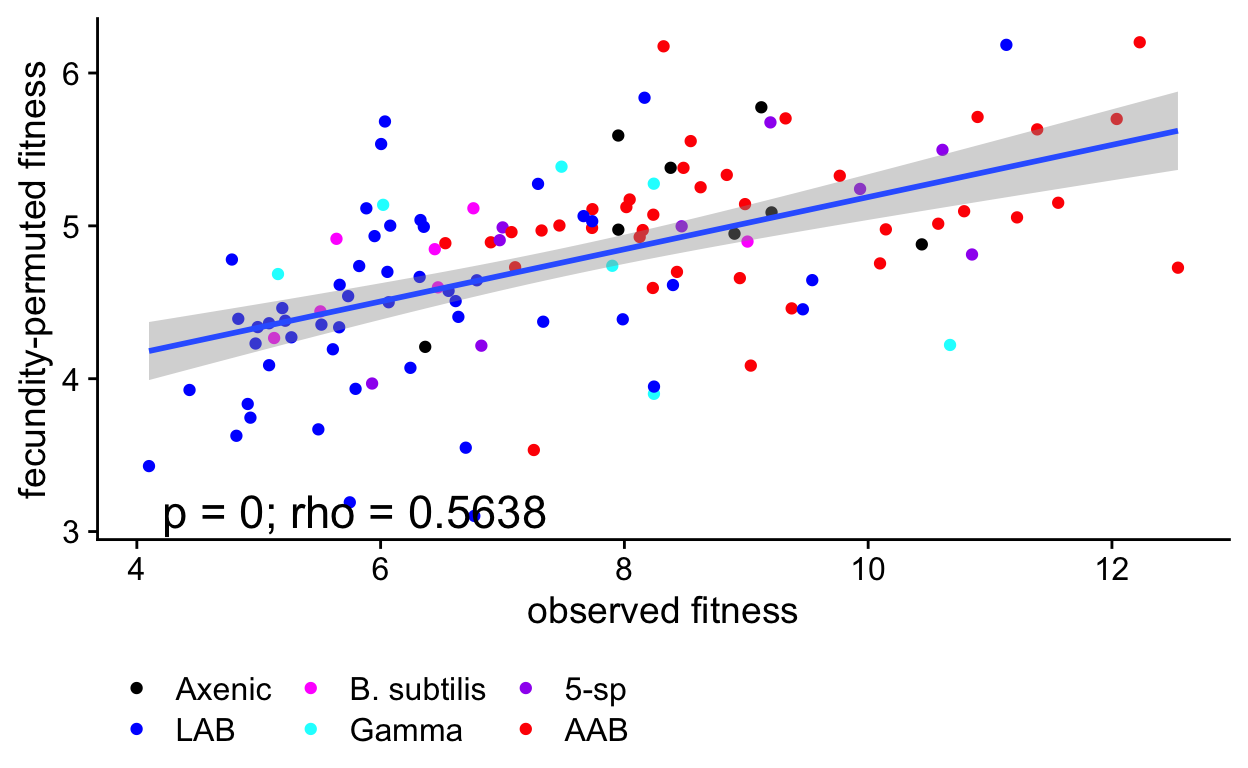 fecundity-permuted fitness
6
5
4
3
p = 0; rho = 0.5638
4 6 8 10 12
observed fitness
Axenic B. subtilis 5-sp
LAB Gamma AAB